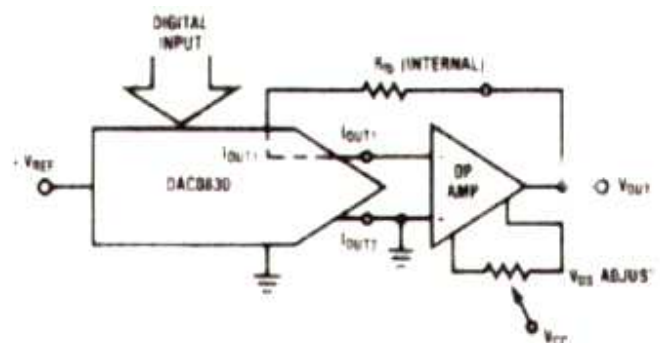 DIGITAL
INPUT
Rfb (INTERNAL)
IOUT1
IOUT1
+ VREF
DAC0830
OP
AMP
VOUT
IOUT2
VOS ADJUST
VCC